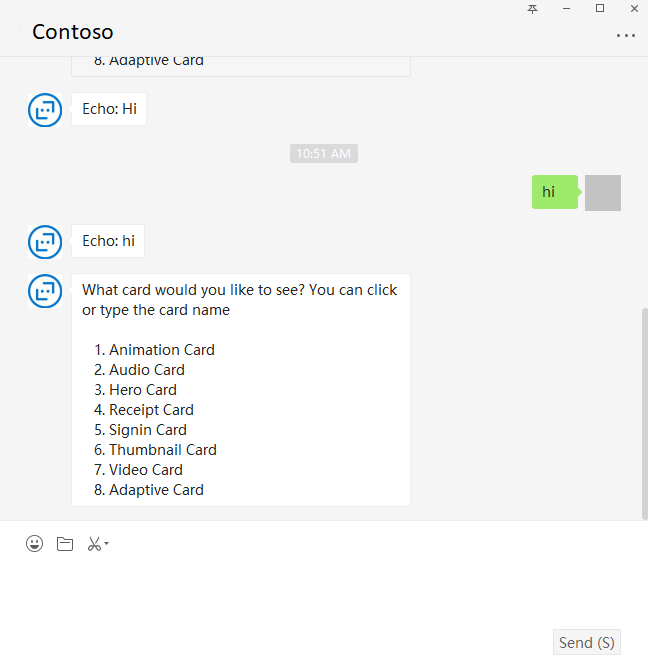 Contoso
8. Adaptive Card
Echo: Hi
10:51 AM
hi
Echo: hi
What card would you like to see? You can click
or type the card name
1. Animation Card
2. Audio Card
3. Hero Card
4. Receipt Card
5. Signin Card
6. Thumbnail Card
7. Video Card
8. Adaptive Card
Send (S)